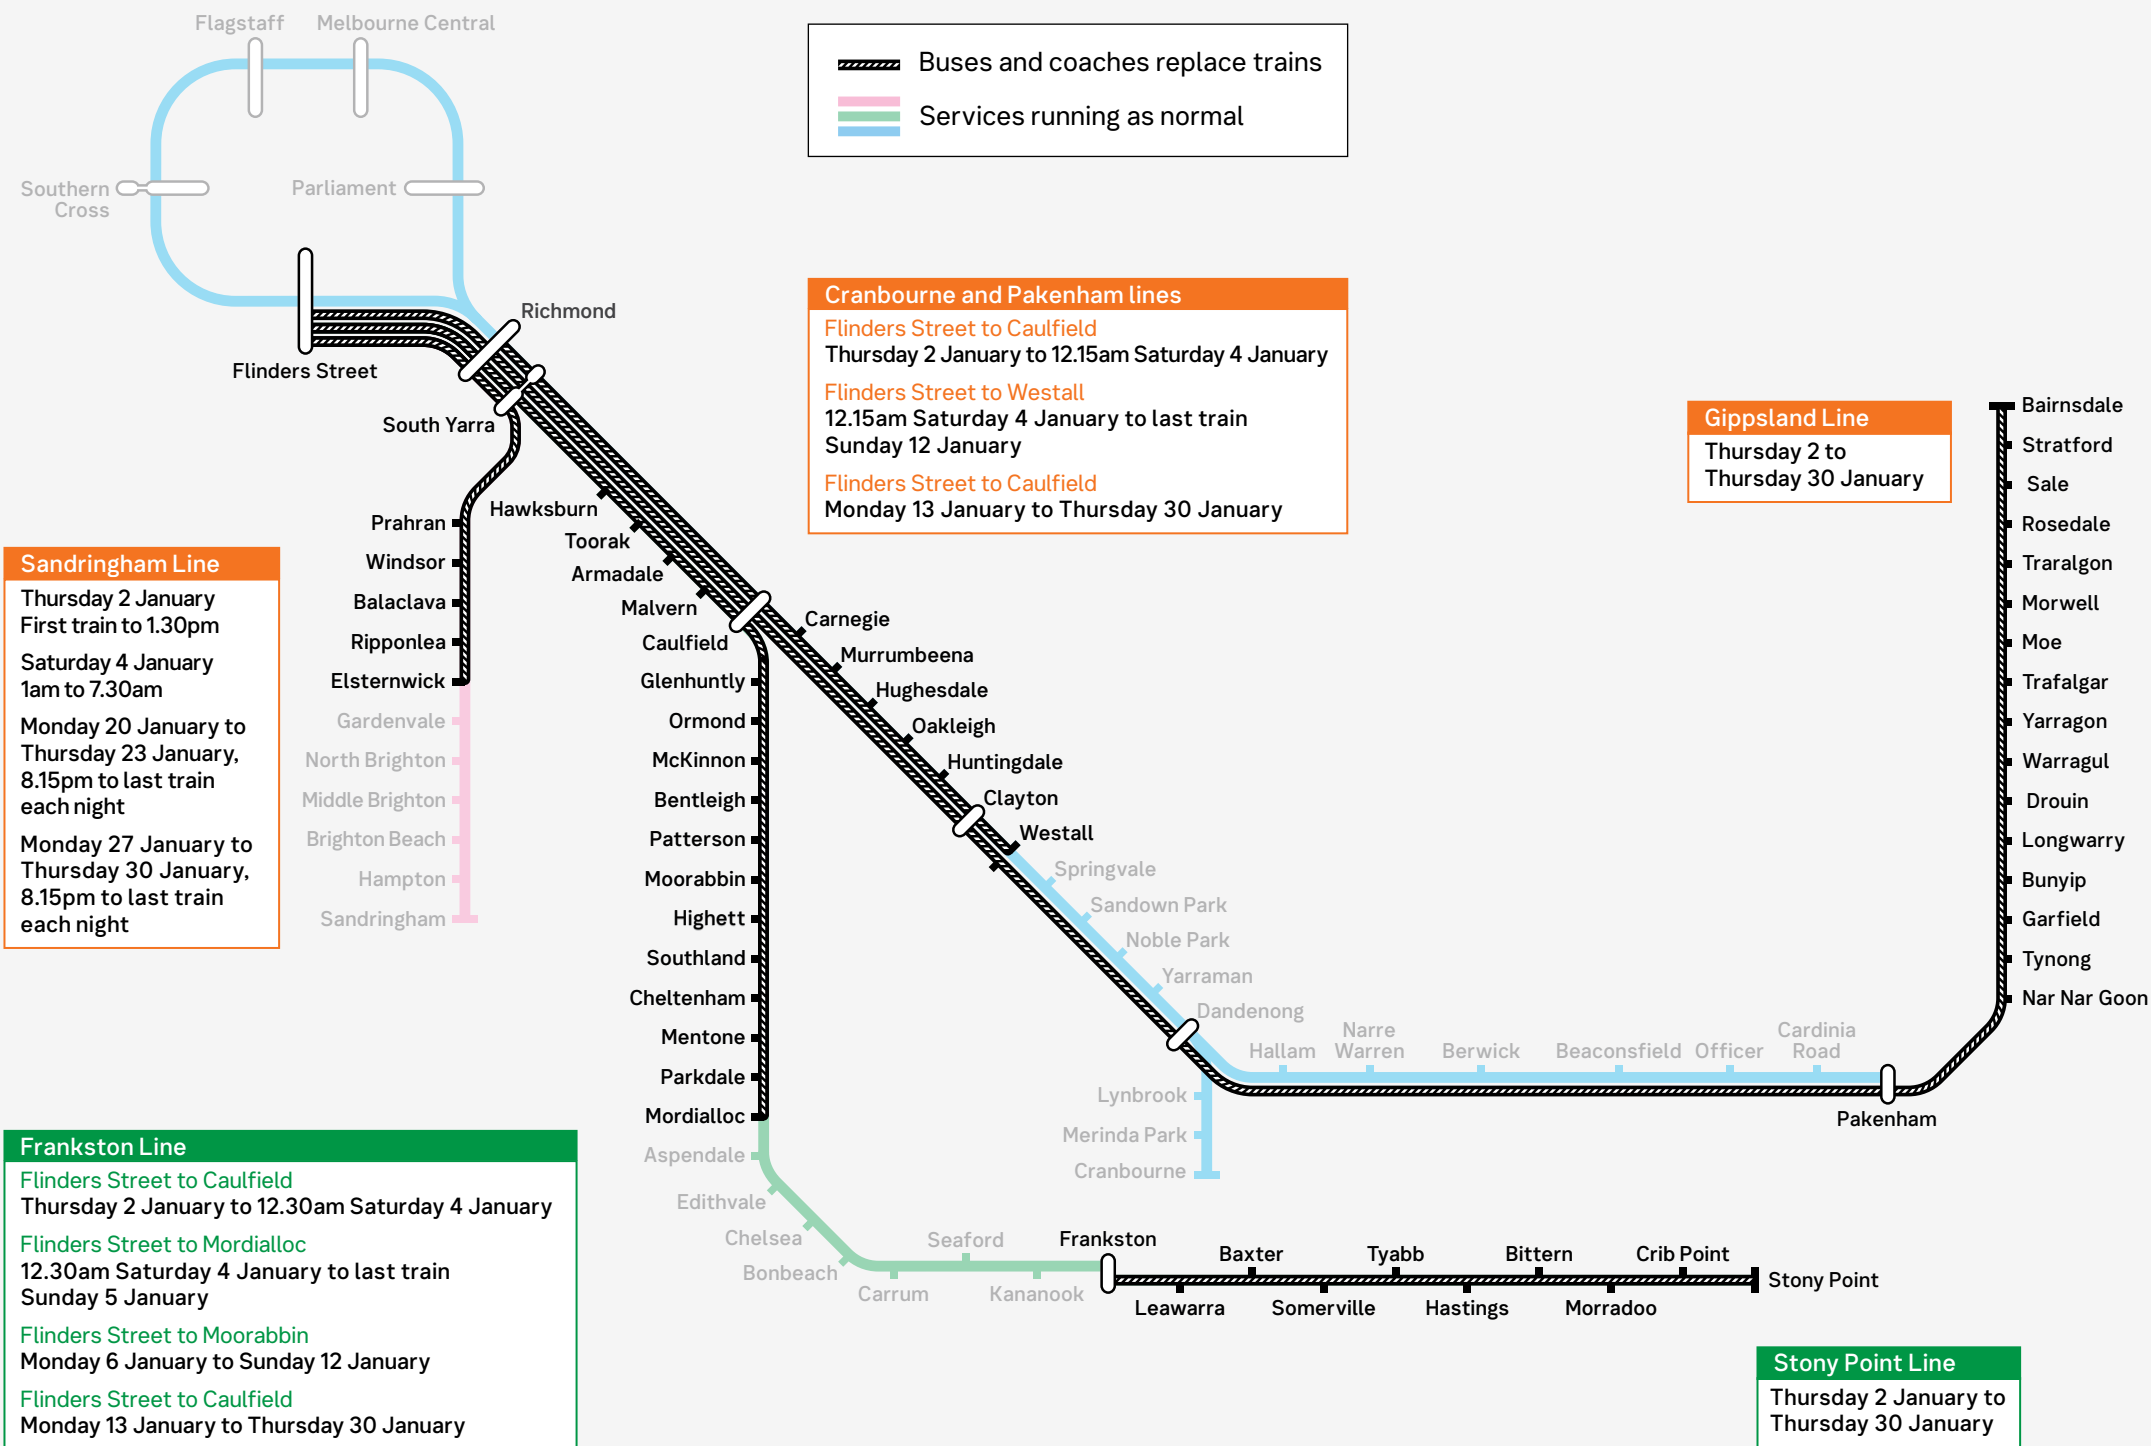 Flagstaff
Melbourne Central
Southern
Cross
Parliament
Flinders Street
Richmond
South Yarra
Buses and coaches replace trains
Services running as normal
Cranbourne and Pakenham lines
Flinders Street to Caulfield
Thursday 2 January to 12.15am Saturday 4 January
Flinders Street to Westall
12.15am Saturday 4 January to last train
Sunday 12 January
Flinders Street to Caulfield
Monday 13 January to Thursday 30 January
Gippsland Line
Thursday 2 to
Thursday 30 January
Bairnsdale
Stratford
Sale
Rosedale
Traralgon
Morwell
Moe
Trafalgar
Yarragon
Warragul
Drouin
Longwarry
Bunyip
Garfield
Tynong
Nar Nar Goon
Sandringham Line
Thursday 2 January
First train to 1.30pm
Saturday 4 January
1am to 7.30am
Monday 20 January to
Thursday 23 January,
8.15pm to last train
each night
Monday 27 January to
Thursday 30 January,
8.15pm to last train
each night
Prahran
Windsor
Balaclava
Ripponlea
Elsternwick
Gardenvale
North Brighton
Middle Brighton
Brighton Beach
Hampton
Sandringham
Hawksburn
Toorak
Armadale
Malvern
Caulfield
Glenhuntly
Ormond
McKinnon
Bentleigh
Patterson
Moorabbin
Highett
Southland
Cheltenham
Mentone
Parkdale
Mordialloc
Aspendale
Edithvale
Chelsea
Bonbeach
Carrum
Seaford
Kananook
Frankston
Carnegie
Murrumbeena
Hughesdale
Oakleigh
Huntingdale
Clayton
Westall
Springvale
Sandown Park
Noble Park
Yarraman
Dandenong
Hallam
Narre
Warren
Berwick
Beaconsfield
Officer
Cardinia
Road
Pakenham
Lynbrook
Merinda Park
Cranbourne
Leawarra
Baxter
Somerville
Tyabb
Hastings
Bittern
Morradoo
Crib Point
Stony Point
Frankston Line
Flinders Street to Caulfield
Thursday 2 January to 12.30am Saturday 4 January
Flinders Street to Mordialloc
12.30am Saturday 4 January to last train
Sunday 5 January
Flinders Street to Moorabbin
Monday 6 January to Sunday 12 January
Flinders Street to Caulfield
Monday 13 January to Thursday 30 January
Stony Point Line
Thursday 2 January to
Thursday 30 January